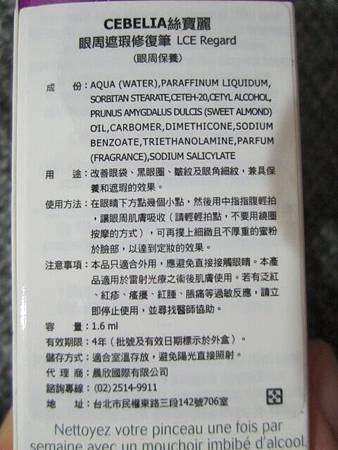 CEBELIA絲寶麗
眼周遮瑕修復筆 LCE Regard
(眼周保養)
成 份:AQUA (WATER),PARAFFINUM LIQUIDUM,
SORBITAN STEARATE,CETEH-20,CETYL ALCOHOL,
PRUNUS AMYGDALUS DULCIS (SWEET ALMOND)
OIL,CARBOMER,DIMETHICONE,SODIUM
BENZOATE,TRIETHANOLAMINE,PARFUM
(FRAGRANCE),SODIUM SALICYLATE
用 途:改善眼袋、黑眼圈、皺紋及眼角細紋,兼具保
養和遮瑕的效果。
使用方法:在眼睛下方點幾個小點,然後用中指指腹輕拍
,讓眼周肌膚吸收(請輕輕拍點,不要用繞圈
按摩的方式),可再撲上細緻且不厚重的蜜粉
於臉部,以達到定妝的效果。
注意事項:本品只適合外用,應避免直接接觸眼睛。本產
品適用於雷射光療之術後肌膚使用。若有泛紅
、紅疹、瘙癢、紅腫、脹痛等過敏反應,請立
即停止使用,並尋找醫師協助。
容 量:1.6 ml
有效期限:4年(批號及有效日期標示於外盒)。
儲存方式:適合室溫存放,避免陽光直接照射。
代 理 商:晨欣國際有限公司
諮詢專線:(02) 2514-9911
地 址:台北市民權東路三段142號706室
Nettoyez votre pinceau une fois par
semaine avec un mouchoir imbibé d'alcool